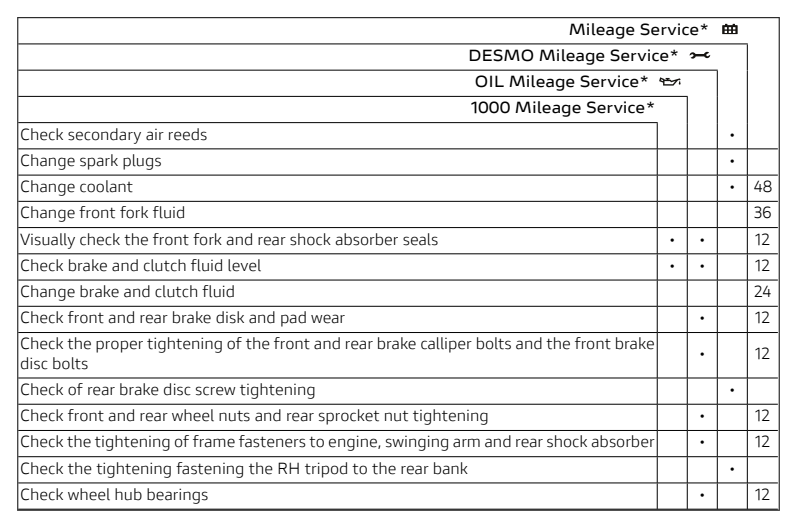 Mileage Service*
DESMO Mileage Service*
OIL Mileage Service*
1000 Mileage Service*
Check secondary air reeds •
Change spark plugs •
Change coolant • 48
Change front fork fluid 36
Visually check the front fork and rear shock absorber seals • • 12
Check brake and clutch fluid level • • 12
Change brake and clutch fluid 24
Check front and rear brake disk and pad wear • 12
Check the proper tightening of the front and rear brake calliper bolts and the front brake
disc bolts • 12
Check of rear brake disc screw tightening •
Check front and rear wheel nuts and rear sprocket nut tightening • 12
Check the tightening of frame fasteners to engine, swinging arm and rear shock absorber • 12
Check the tightening fastening the RH tripod to the rear bank •
Check wheel hub bearings • 12